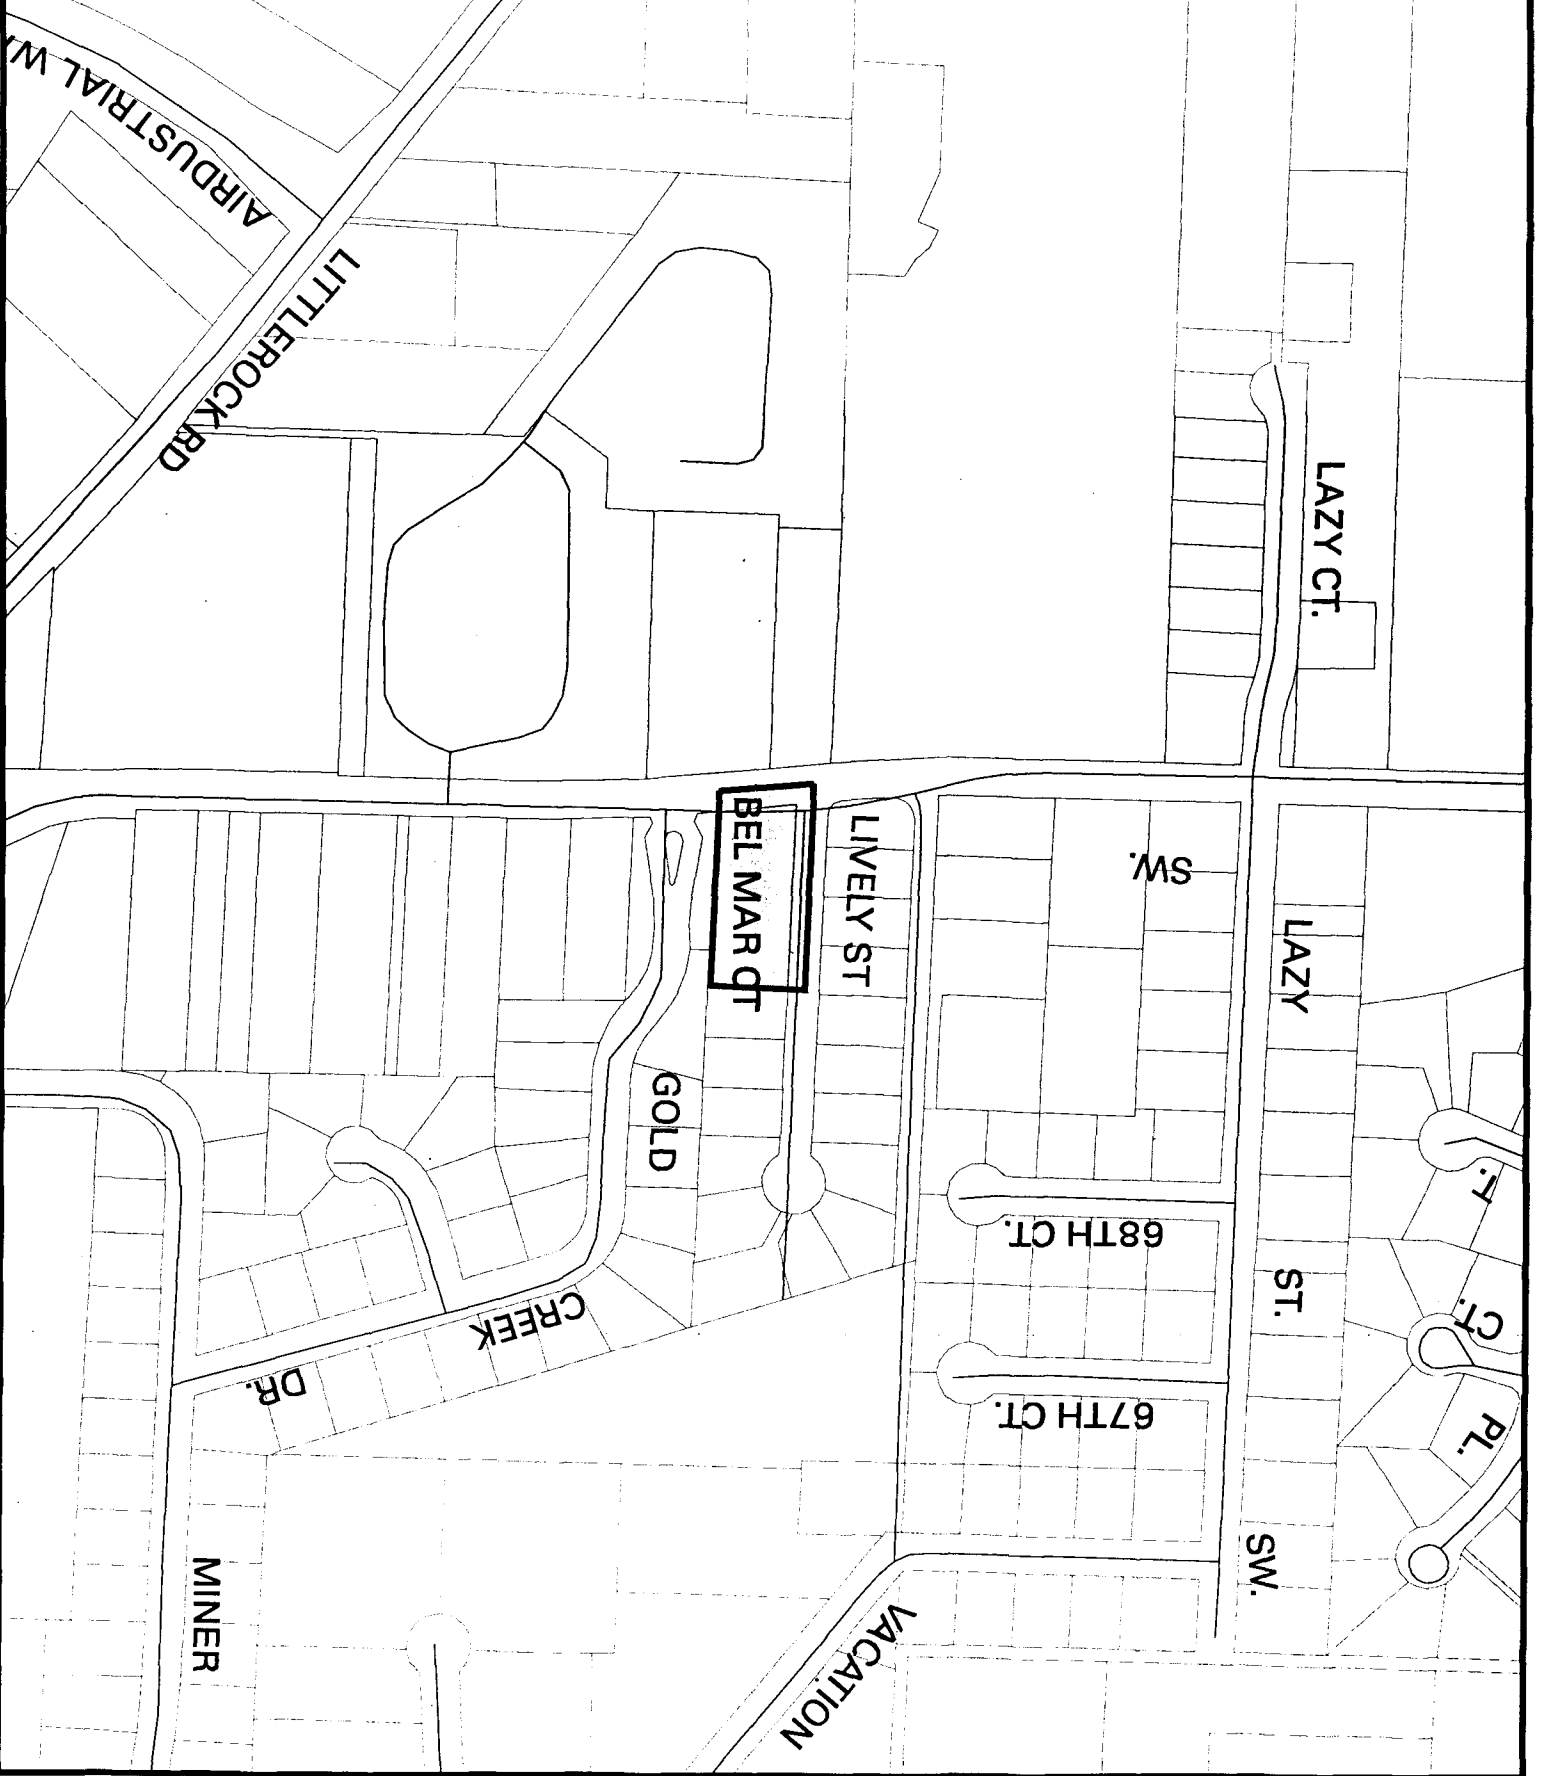 AIRDUSTRIAL W
LITTLEROCK RD
LAZY CT.
BEL MAR CT
LIVELY ST
SW.
LAZY
ST.
SW.
GOLD
CREEK
DR.
68TH CT.
67TH CT.
T.
CT.
PL.
MINER
VACATION